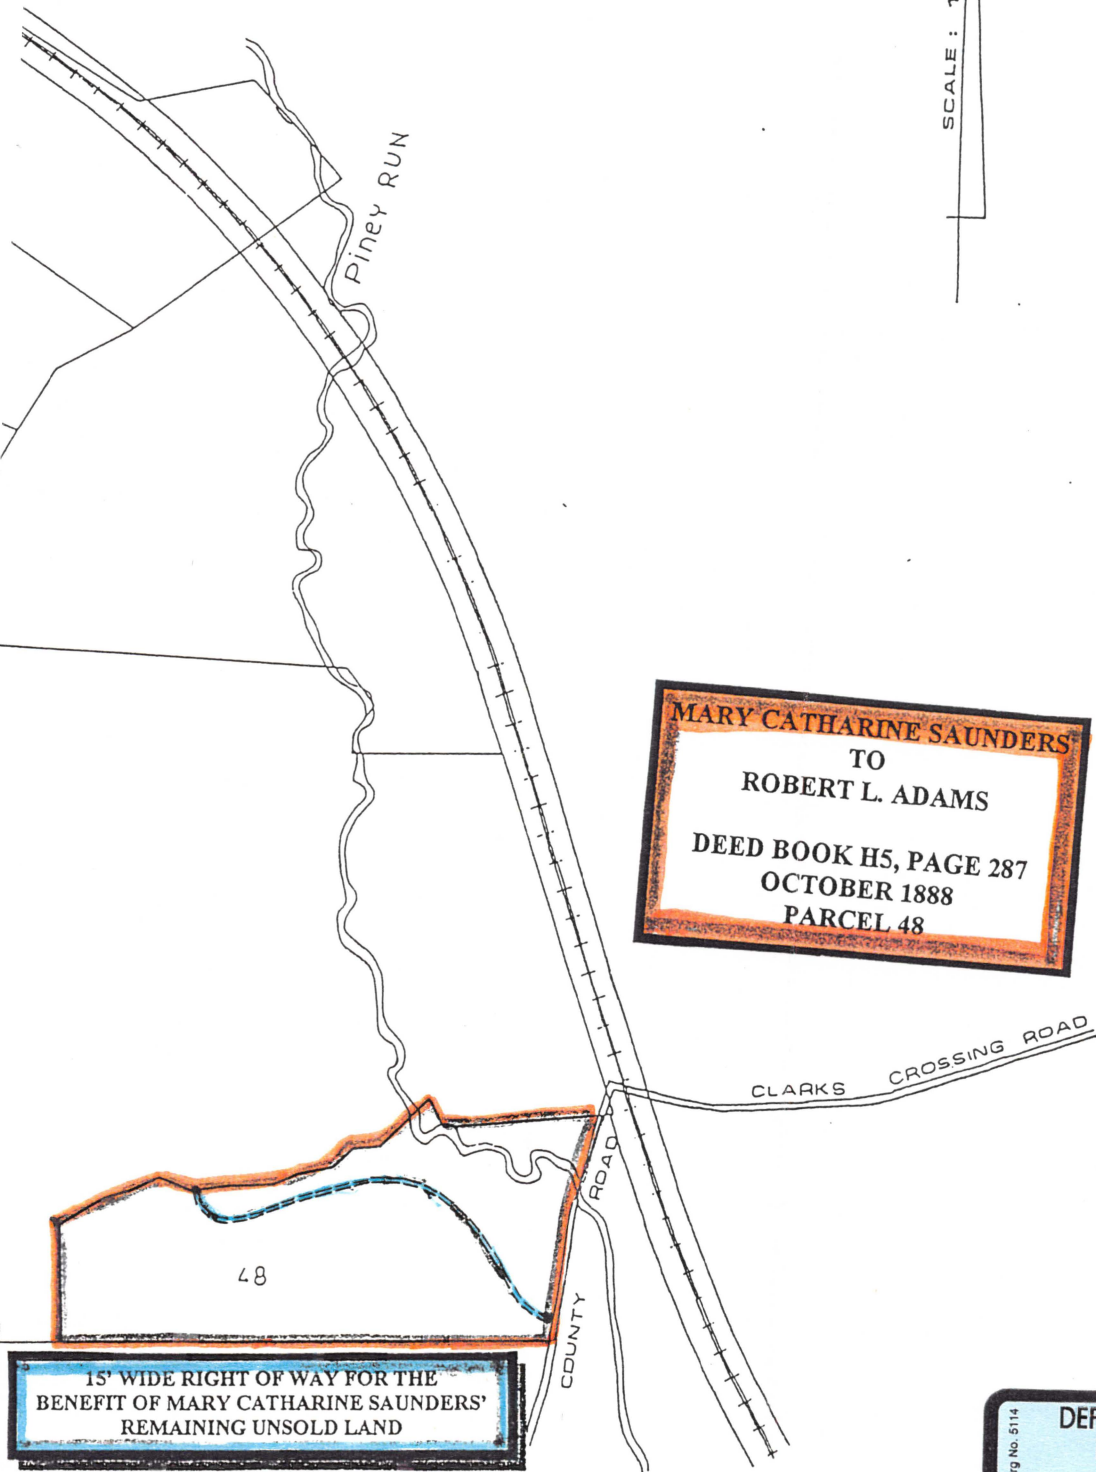 SCALE :
Piney RUN
MARY CATHARINE SAUNDERS
TO
ROBERT L. ADAMS
DEED BOOK H5, PAGE 287
OCTOBER 1888
PARCEL 48
CLARKS CROSSING ROAD
COUNTY ROAD
48
15' WIDE RIGHT OF WAY FOR THE
BENEFIT OF MARY CATHARINE SAUNDERS'
REMAINING UNSOLD LAND
No. 5114